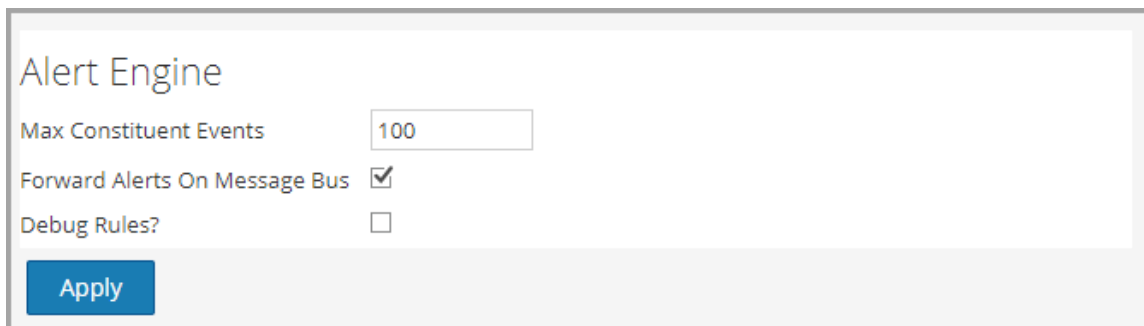 Alert Engine
Max Constituent Events 100
Forward Alerts On Message Bus
Debug Rules?
Apply